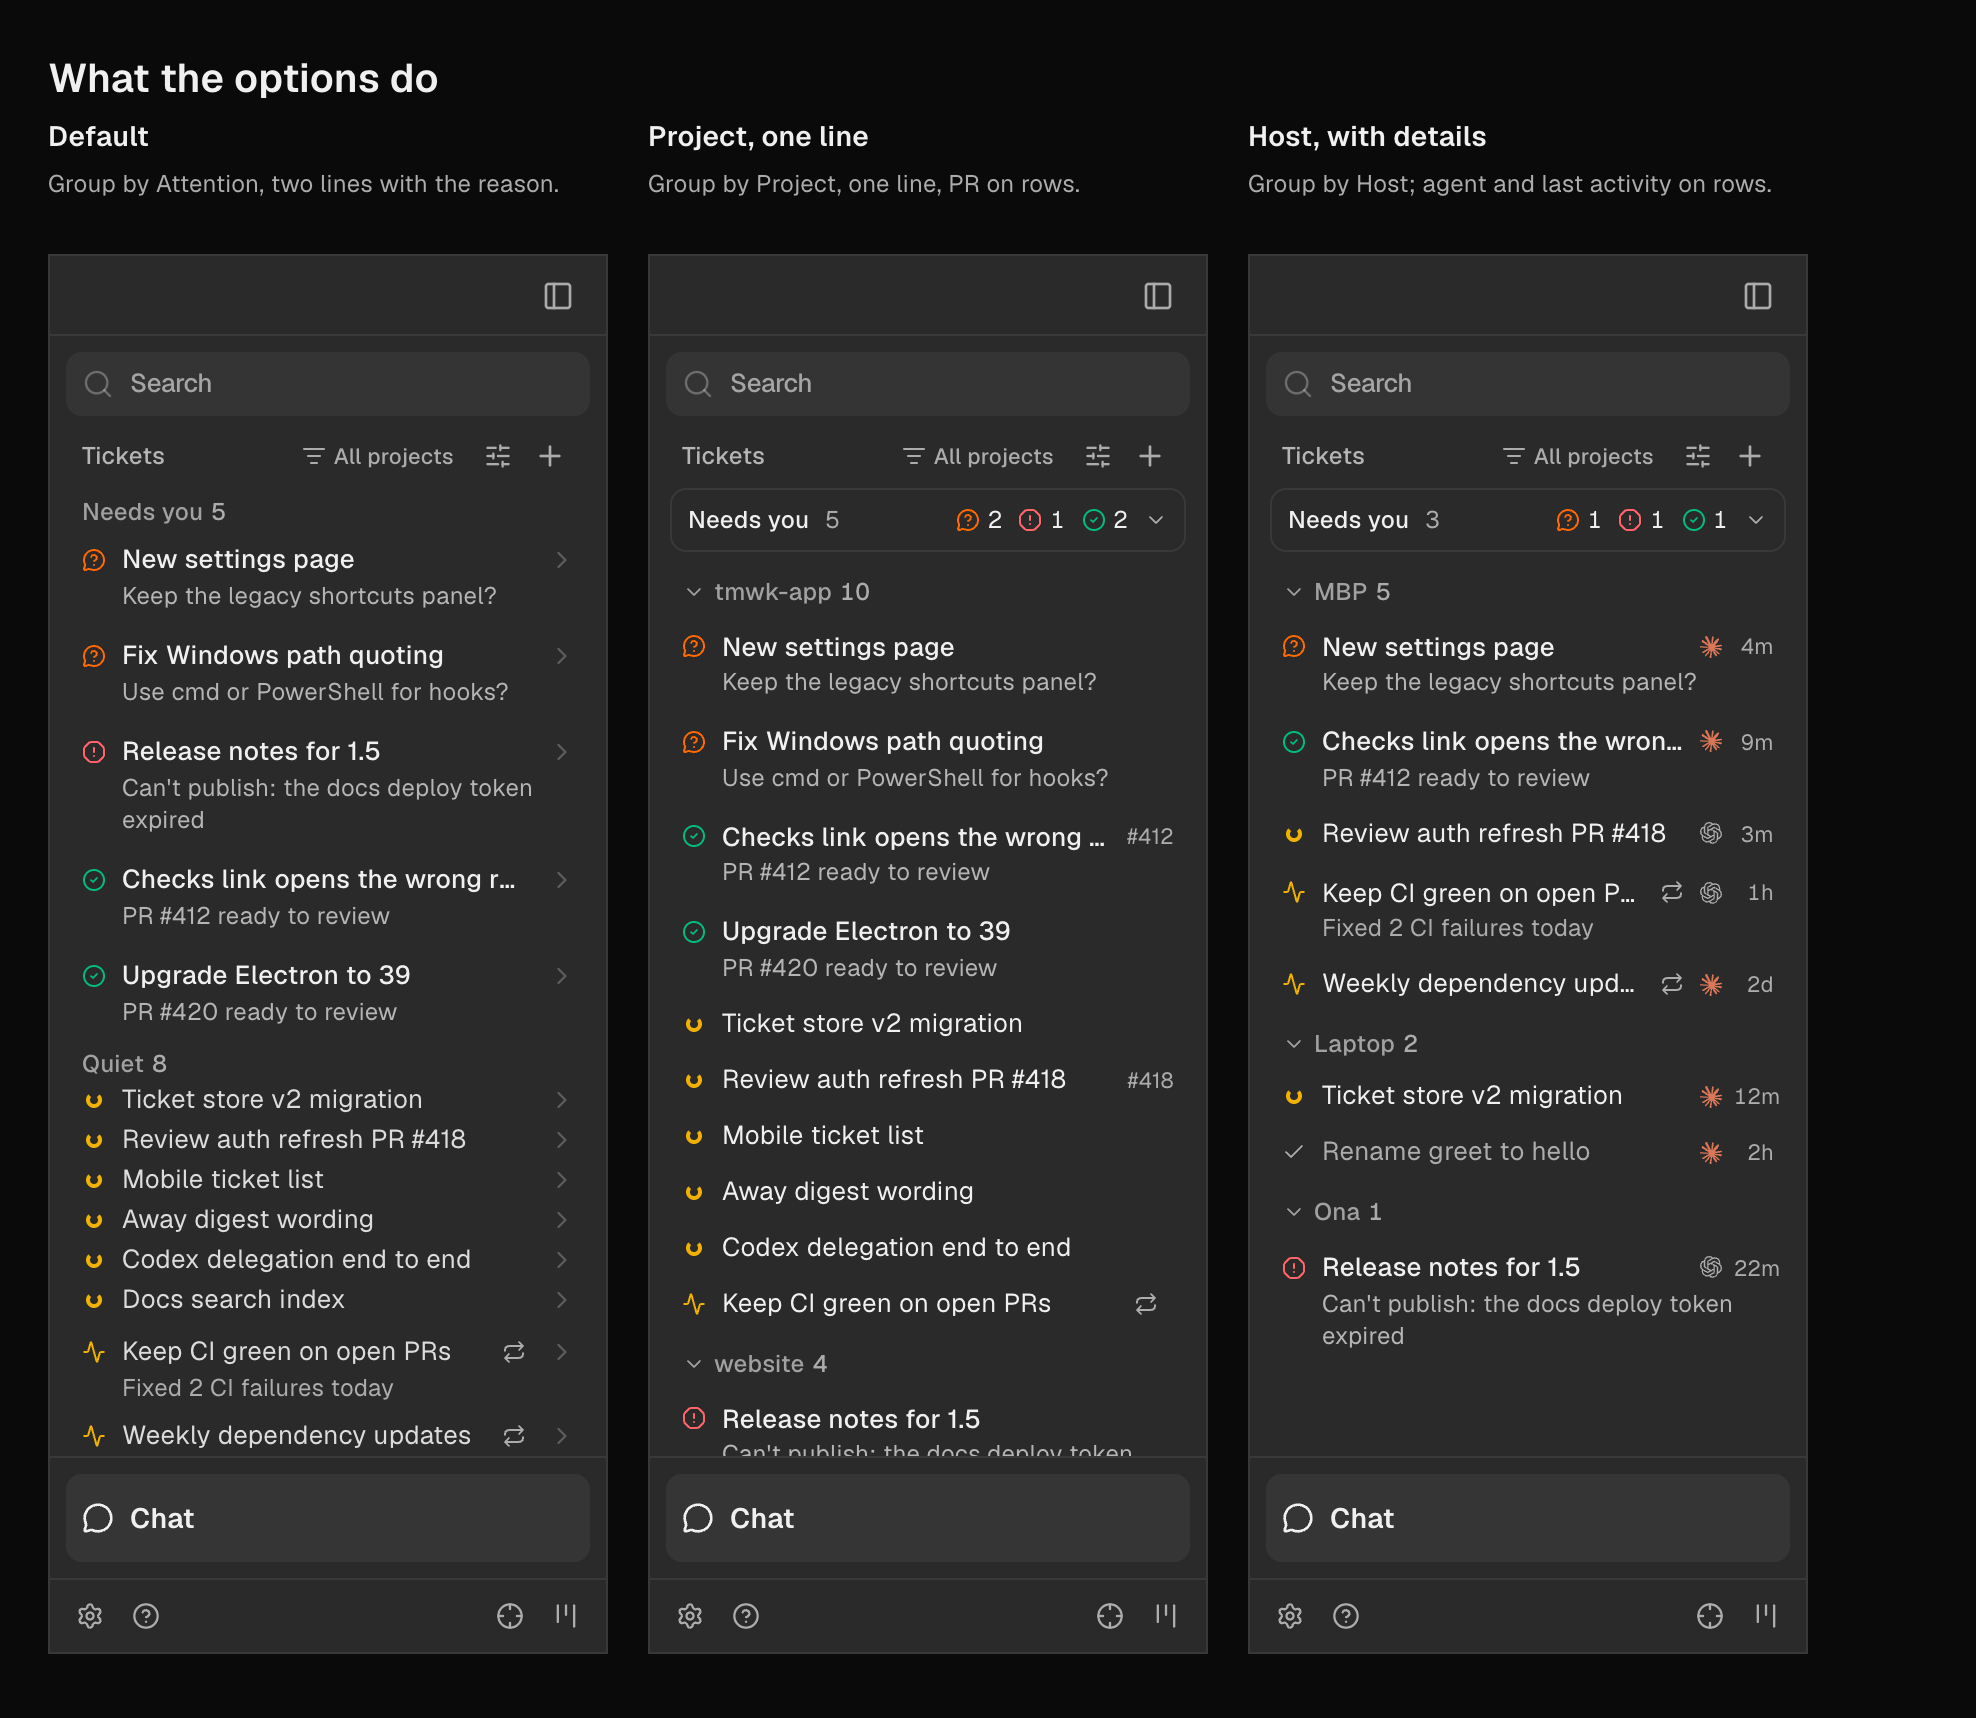 What the options do
Default
Group by Attention, two lines with the reason.
Search
Tickets
All projects
Needs you 5
New settings page
Keep the legacy shortcuts panel?
Fix Windows path quoting
Use cmd or PowerShell for hooks?
Release notes for 1.5
Can't publish: the docs deploy token
expired
Checks link opens the wrong r...
PR #412 ready to review
Upgrade Electron to 39
PR #420 ready to review
Quiet 8
Ticket store v2 migration
Review auth refresh PR #418
Mobile ticket list
Away digest wording
Codex delegation end to end
Docs search index
Keep CI green on open PRs
Fixed 2 CI failures today
Weekly dependency updates
Chat
Project, one line
Group by Project, one line, PR on rows.
Search
Tickets
All projects
Needs you 5 2 1 2
tmwk-app 10
New settings page
Keep the legacy shortcuts panel?
Fix Windows path quoting
Use cmd or PowerShell for hooks?
Checks link opens the wrong ... #412
PR #412 ready to review
Upgrade Electron to 39
PR #420 ready to review
Ticket store v2 migration
Review auth refresh PR #418 #418
Mobile ticket list
Away digest wording
Codex delegation end to end
Keep CI green on open PRs
website 4
Release notes for 1.5
Can't publish: the docs deploy token
Chat
Host, with details
Group by Host; agent and last activity on rows.
Search
Tickets
All projects
Needs you 3 1 1 1
MBP 5
New settings page 4m
Keep the legacy shortcuts panel?
Checks link opens the wron... 9m
PR #412 ready to review
Review auth refresh PR #418 3m
Keep CI green on open P... 1h
Fixed 2 CI failures today
Weekly dependency upd... 2d
Laptop 2
Ticket store v2 migration 12m
Rename greet to hello 2h
Ona 1
Release notes for 1.5 22m
Can't publish: the docs deploy token
expired
Chat